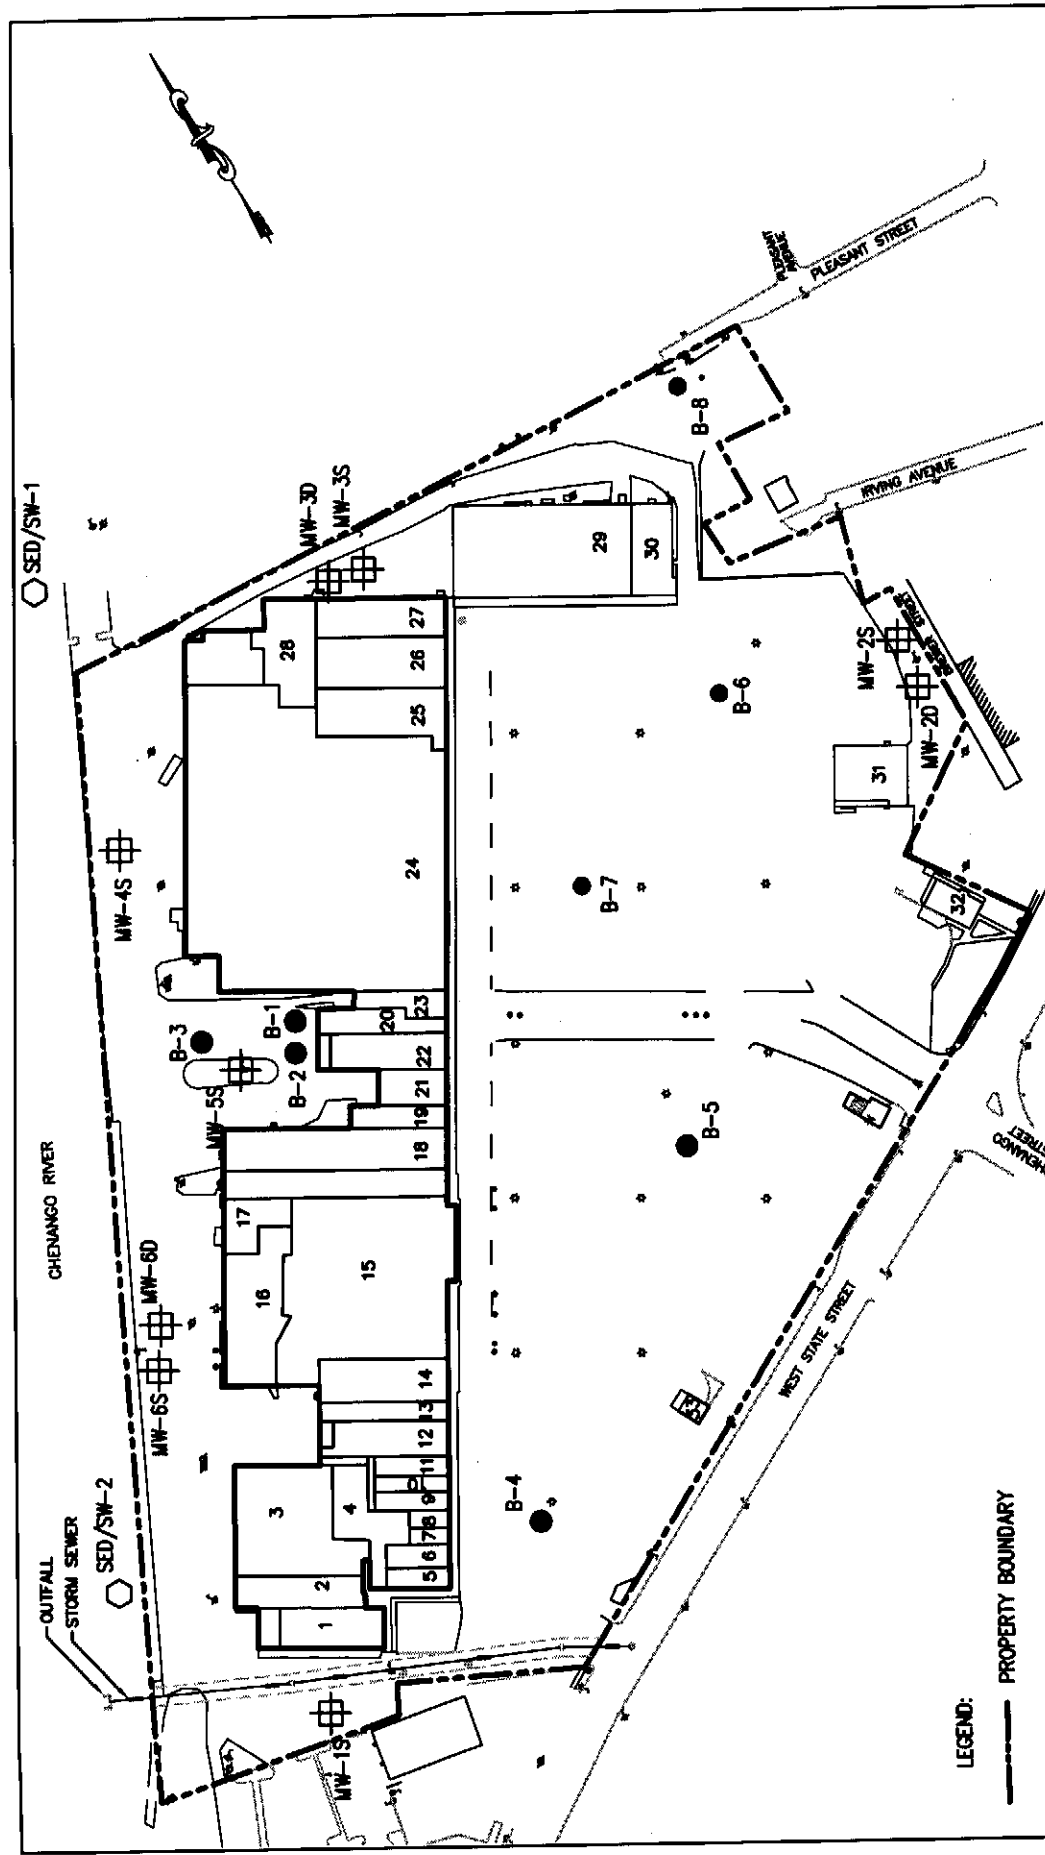 OUTFALL
STORM SEWER
SED/SW-2
MW-6S
MW-6D
CHENANGO RIVER
MW-5S
B-3
B-2
B-1
MW-4S
SED/SW-1
MW-3D
MW-3S
MW-1S
1
2
3
4
5
6
7
8
9
11
12
13
14
15
16
17
18
19
21
22
20
23
24
25
26
27
28
29
30
B-4
B-5
B-7
B-6
B-8
MW-2S
MW-2D
31
32
33
WEST STATE STREET
CHENANGO
STREET
BREWER STREET
IRVING AVENUE
PLEASANT STREET
PLEASANT
AVENUE
LEGEND:
PROPERTY BOUNDARY